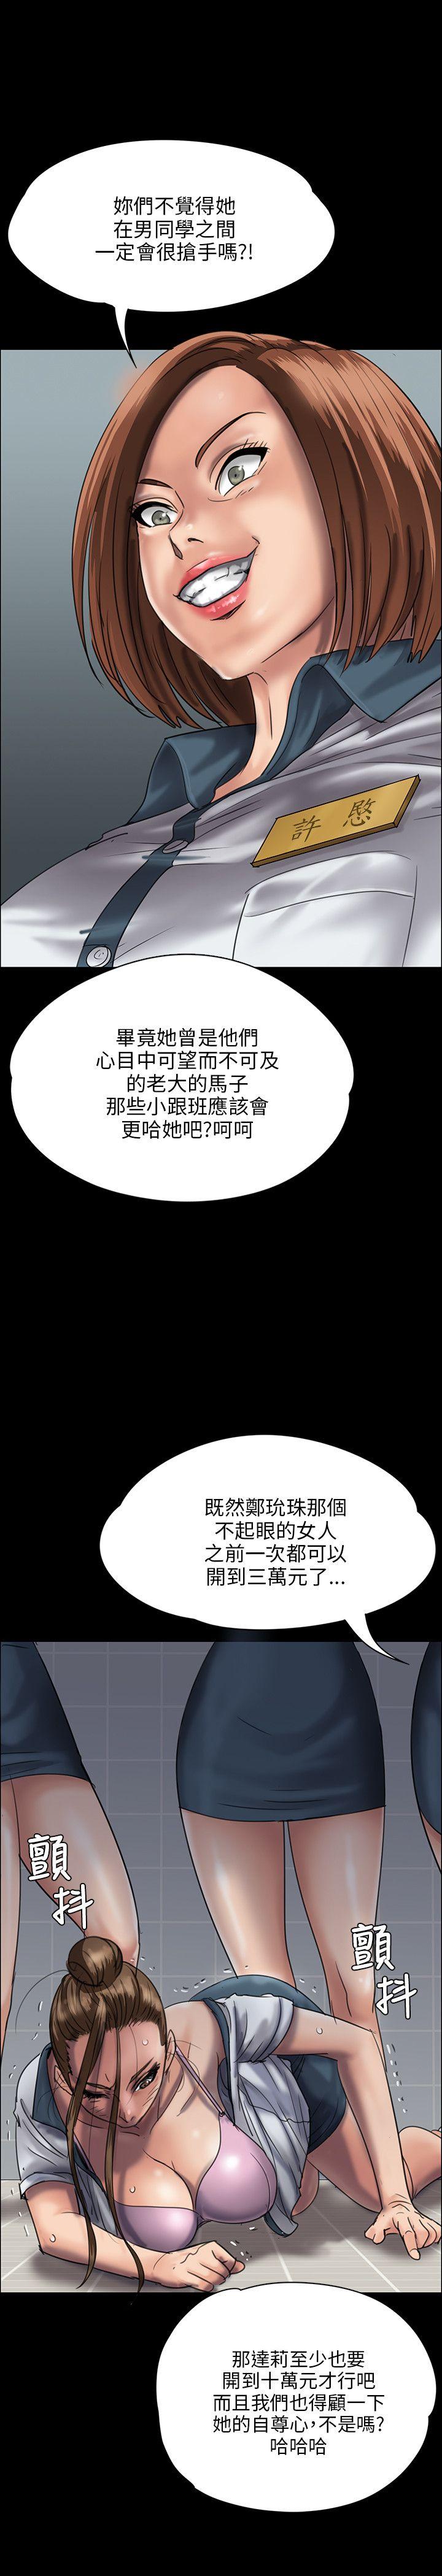 妳們不覺得她
在男同學之間
一定會很搶手嗎?!
許愍
畢竟她曾是他們
心目中可望而不可及
的老大的馬子
那些小跟班應該會
更哈她吧?呵呵
既然鄭玧珠那個
不起眼的女人
之前一次都可以
開到三萬元了...
顫抖
顫抖
那達莉至少也要
開到十萬元才行吧
而且我們也得顧一下
她的自尊心,不是嗎?
哈哈哈